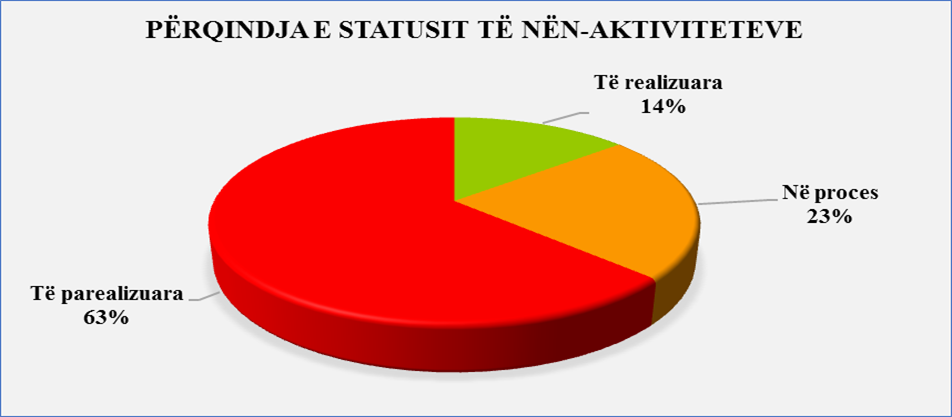 PËRQINDJA E STATUSIT TË NËN-AKTIVITETEVE
Të realizuara
14%
Në proces
23%
Të parealizuara
63%